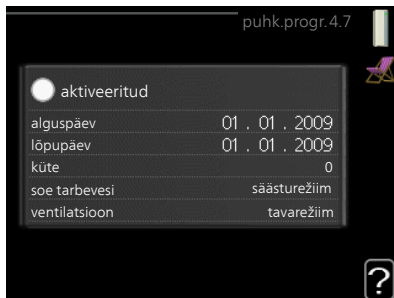 puhk.progr.4.7
aktiveeritud
alguspäev 01 . 01 . 2009
lõpupäev 01 . 01 . 2009
küte 0
soe tarbevesi säästurežiim
ventilatsioon tavarežiim
?